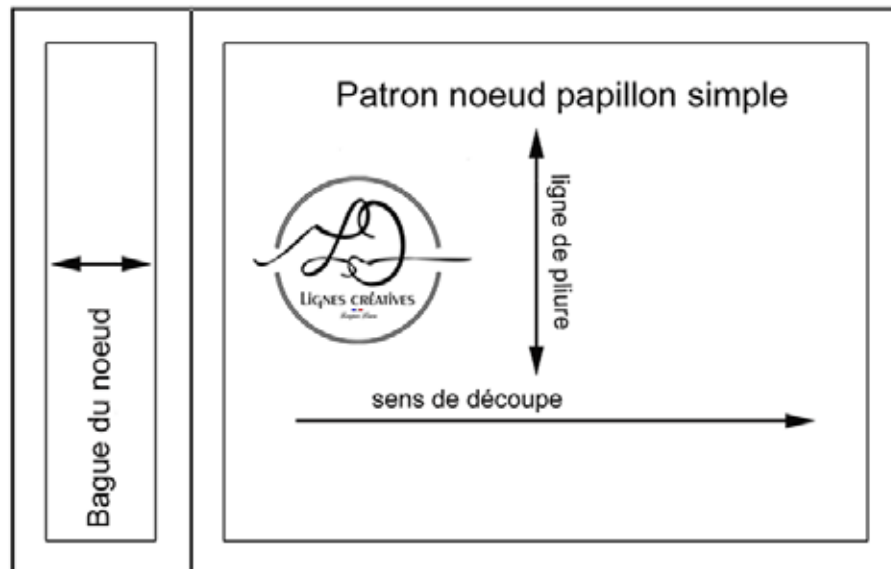 Patron noeud papillon simple
ligne de pliure
LIGNES CRÉATIVES
sens de découpe
Bague du noeud